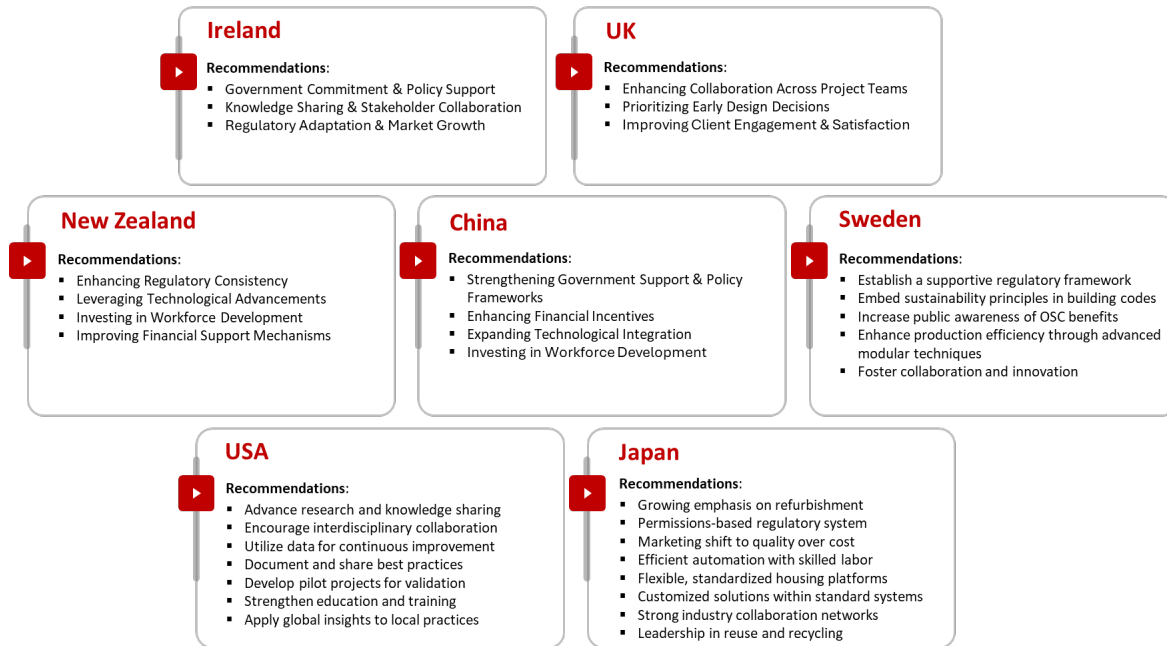 Ireland
Recommendations:
▪ Government Commitment & Policy Support
▪ Knowledge Sharing & Stakeholder Collaboration
▪ Regulatory Adaptation & Market Growth
UK
Recommendations:
▪ Enhancing Collaboration Across Project Teams
▪ Prioritizing Early Design Decisions
▪ Improving Client Engagement & Satisfaction
New Zealand
Recommendations:
▪ Enhancing Regulatory Consistency
▪ Leveraging Technological Advancements
▪ Investing in Workforce Development
▪ Improving Financial Support Mechanisms
China
Recommendations:
▪ Strengthening Government Support & Policy
Frameworks
▪ Enhancing Financial Incentives
▪ Expanding Technological Integration
▪ Investing in Workforce Development
Sweden
Recommendations:
▪ Establish a supportive regulatory framework
▪ Embed sustainability principles in building codes
▪ Increase public awareness of OSC benefits
▪ Enhance production efficiency through advanced
modular techniques
▪ Foster collaboration and innovation
USA
Recommendations:
▪ Advance research and knowledge sharing
▪ Encourage interdisciplinary collaboration
▪ Utilize data for continuous improvement
▪ Document and share best practices
▪ Develop pilot projects for validation
▪ Strengthen education and training
▪ Apply global insights to local practices
Japan
Recommendations:
▪ Growing emphasis on refurbishment
▪ Permissions-based regulatory system
▪ Marketing shift to quality over cost
▪ Efficient automation with skilled labor
▪ Flexible, standardized housing platforms
▪ Customized solutions within standard systems
▪ Strong industry collaboration networks
▪ Leadership in reuse and recycling